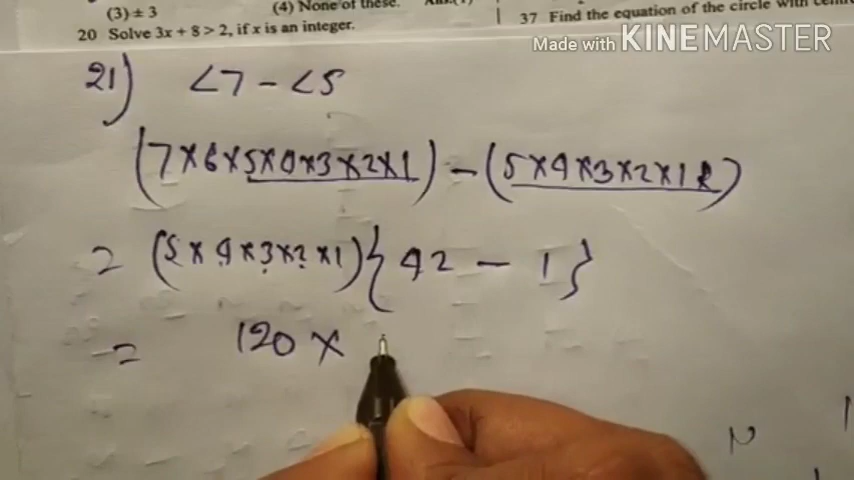 (3) ± 3 (4) None of these.
20 Solve 3x + 8 > 2, if x is an integer.
37 Find the equation of the circle with
Made with KINEMASTER
21) ∠7 - ∠5
(7×6×5×4×3×2×1) - (5×4×3×2×1)
= (5×4×3×2×1){42 - 1}
= 120 ×
N